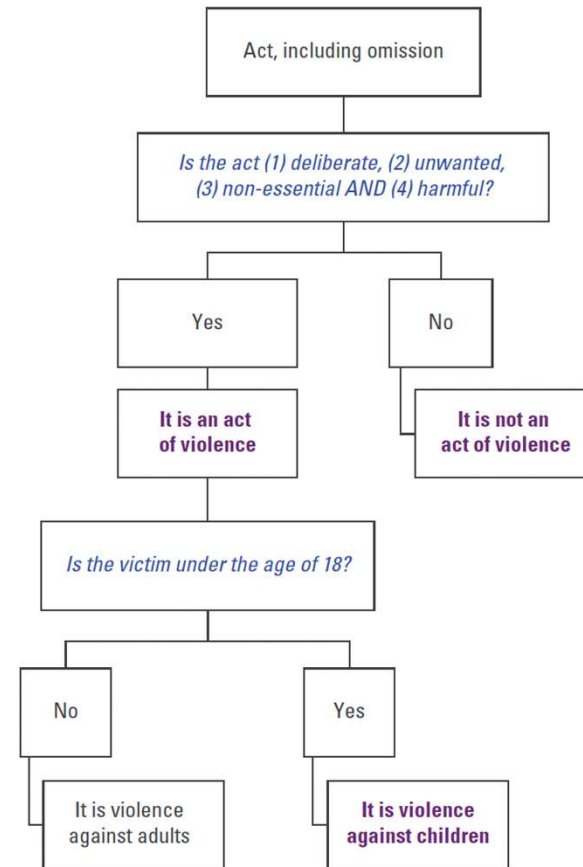 Act, including omission
Is the act (1) deliberate, (2) unwanted,
(3) non-essential AND (4) harmful?
Yes
No
It is an act
of violence
It is not an
act of violence
Is the victim under the age of 18?
No
Yes
It is violence
against adults
It is violence
against children